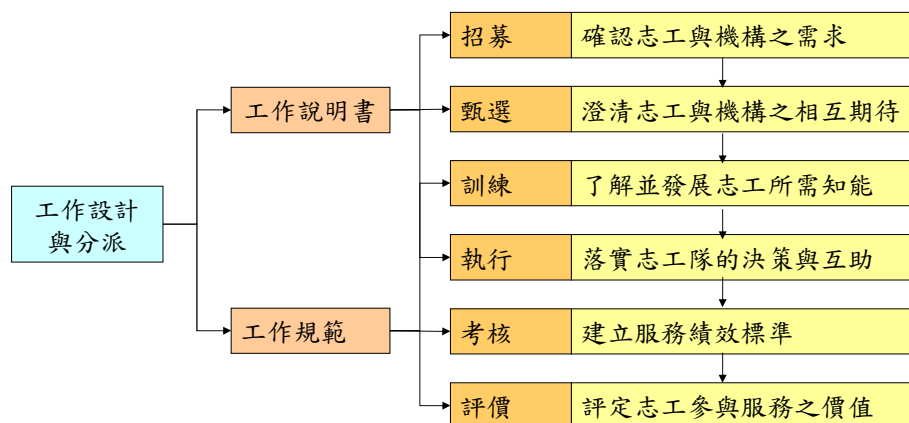 工作設計
與分派
工作說明書
工作規範
招募 確認志工與機構之需求
甄選 澄清志工與機構之相互期待
訓練 了解並發展志工所需知能
執行 落實志工隊的決策與互助
考核 建立服務績效標準
評價 評定志工參與服務之價值